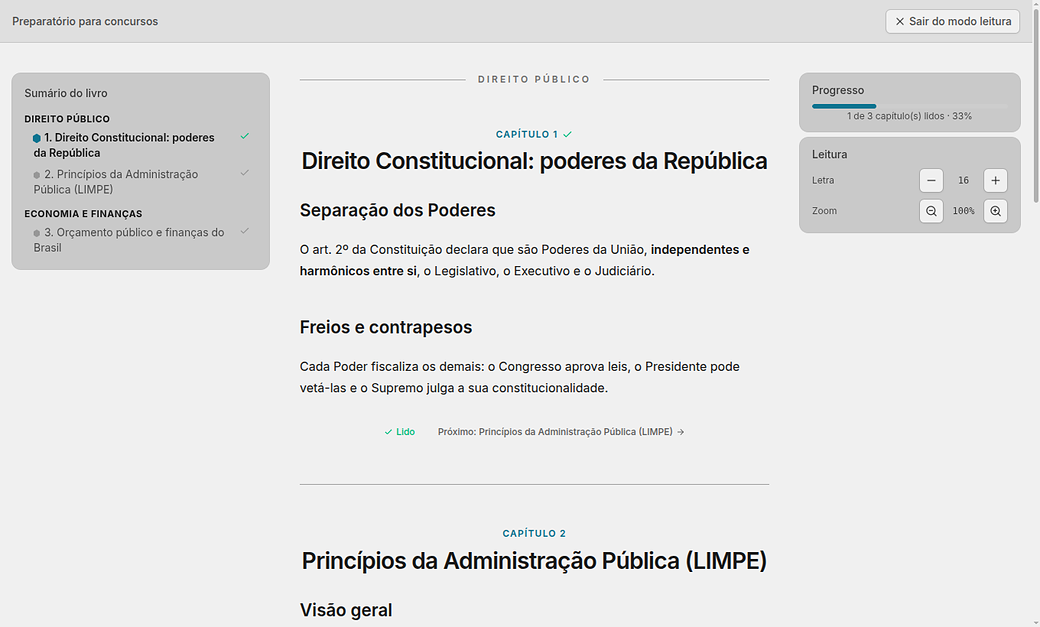 Preparatório para concursos
Sair do modo leitura
Sumário do livro
DIREITO PÚBLICO
1. Direito Constitucional: poderes
da República
2. Princípios da Administração
Pública (LIMPE)
ECONOMIA E FINANÇAS
3. Orçamento público e finanças do
Brasil
DIREITO PÚBLICO
CAPÍTULO 1
Direito Constitucional: poderes da República
Separação dos Poderes
O art. 2º da Constituição declara que são Poderes da União, independentes e
harmônicos entre si, o Legislativo, o Executivo e o Judiciário.
Freios e contrapesos
Cada Poder fiscaliza os demais: o Congresso aprova leis, o Presidente pode
vetá-las e o Supremo julga a sua constitucionalidade.
Lido
Próximo: Princípios da Administração Pública (LIMPE) →
CAPÍTULO 2
Princípios da Administração Pública (LIMPE)
Visão geral
Progresso
1 de 3 capítulo(s) lidos · 33%
Leitura
Letra
16
Zoom
100%